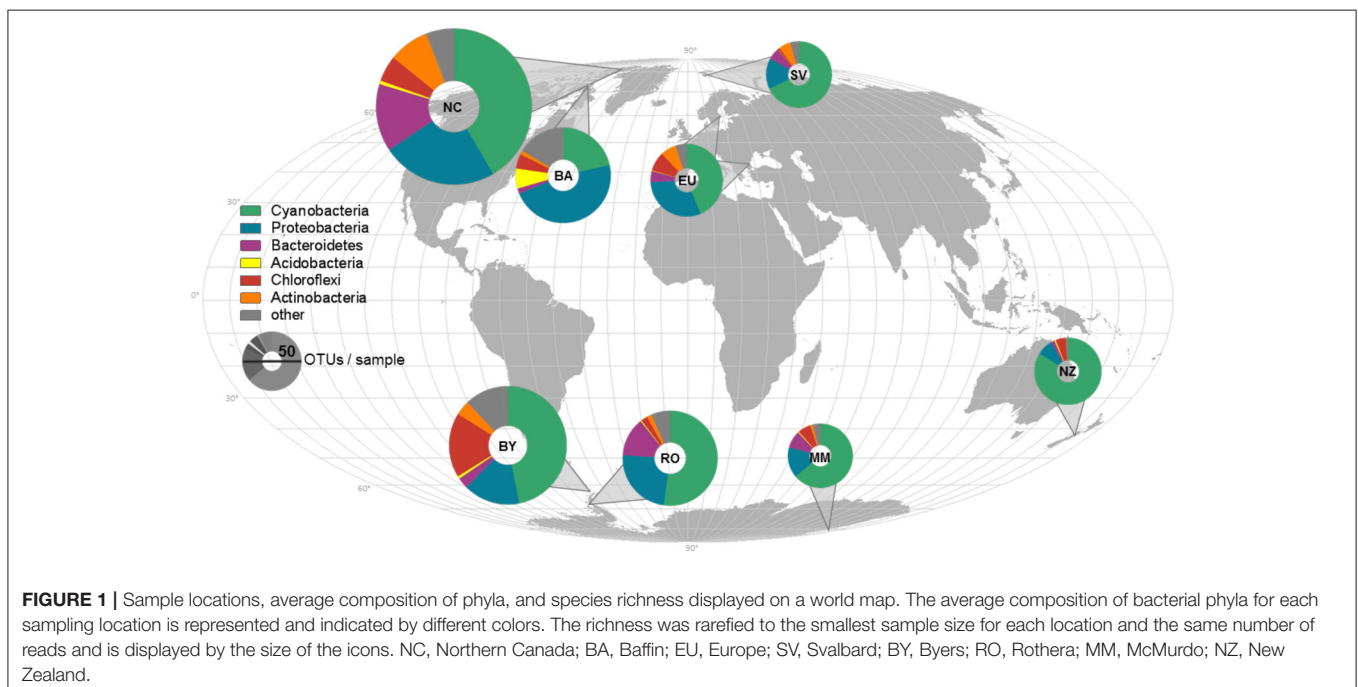 90°
SV
NC
60°
BA
EU
30°
Cyanobacteria
Proteobacteria
Bacteroidetes
Acidobacteria
Chloroflexi
Actinobacteria
other
0°
50
OTUs / sample
NZ
30°
BY
RO
MM
60°
90°
FIGURE 1 | Sample locations, average composition of phyla, and species richness displayed on a world map. The average composition of bacterial phyla for each
sampling location is represented and indicated by different colors. The richness was rarefied to the smallest sample size for each location and the same number of
reads and is displayed by the size of the icons. NC, Northern Canada; BA, Baffin; EU, Europe; SV, Svalbard; BY, Byers; RO, Rothera; MM, McMurdo; NZ, New
Zealand.